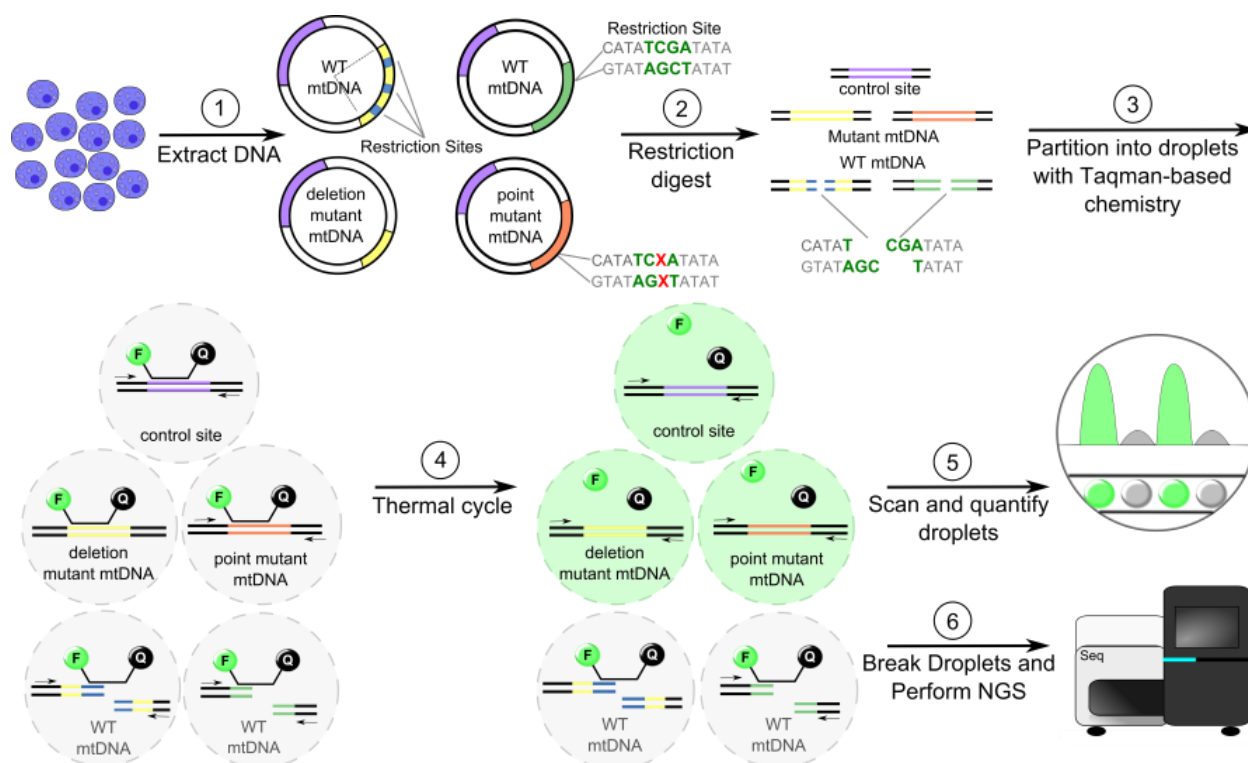 1
Extract DNA
WT
mtDNA
Restriction Sites
deletion
mutant
mtDNA
WT
mtDNA
point
mutant
mtDNA
Restriction Site
CATATCGATATA
GTATAGCTATAT
CATATCXATATA
GTATAGXTATAT
2
Restriction
digest
control site
Mutant mtDNA
WT mtDNA
CATAT CGATATA
GTATAGC TATAT
3
Partition into droplets
with Taqman-based
chemistry
F Q
control site
F Q
deletion
mutant mtDNA
F Q
point mutant
mtDNA
F Q
WT
mtDNA
F Q
WT
mtDNA
4
Thermal cycle
F
Q
control site
F
Q
deletion
mutant mtDNA
F
Q
point mutant
mtDNA
F Q
WT
mtDNA
F Q
WT
mtDNA
5
Scan and quantify
droplets
6
Break Droplets and
Perform NGS
Seq